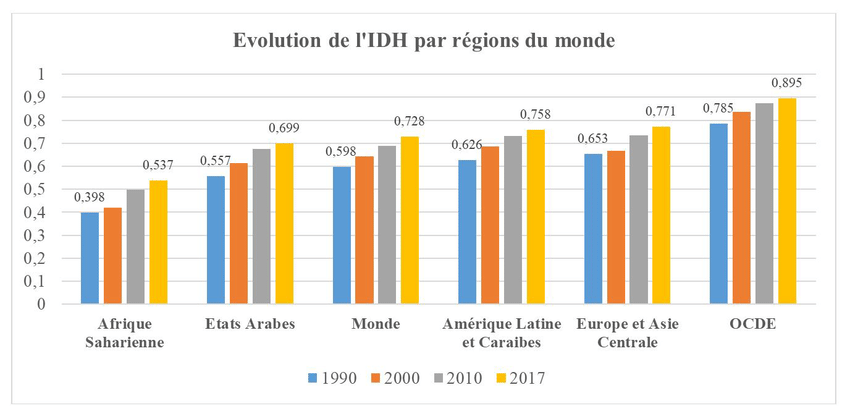 Evolution de l'IDH par régions du monde
1
0,9
0,8
0,7
0,6
0,5
0,4
0,3
0,2
0,1
0
0,398
0,537
0,557
0,699
0,598
0,728
0,626
0,758
0,653
0,771
0,785
0,895
Afrique
Saharienne
Etats Arabes
Monde
Amérique Latine
et Caraibes
Europe et Asie
Centrale
OCDE
1990 2000 2010 2017